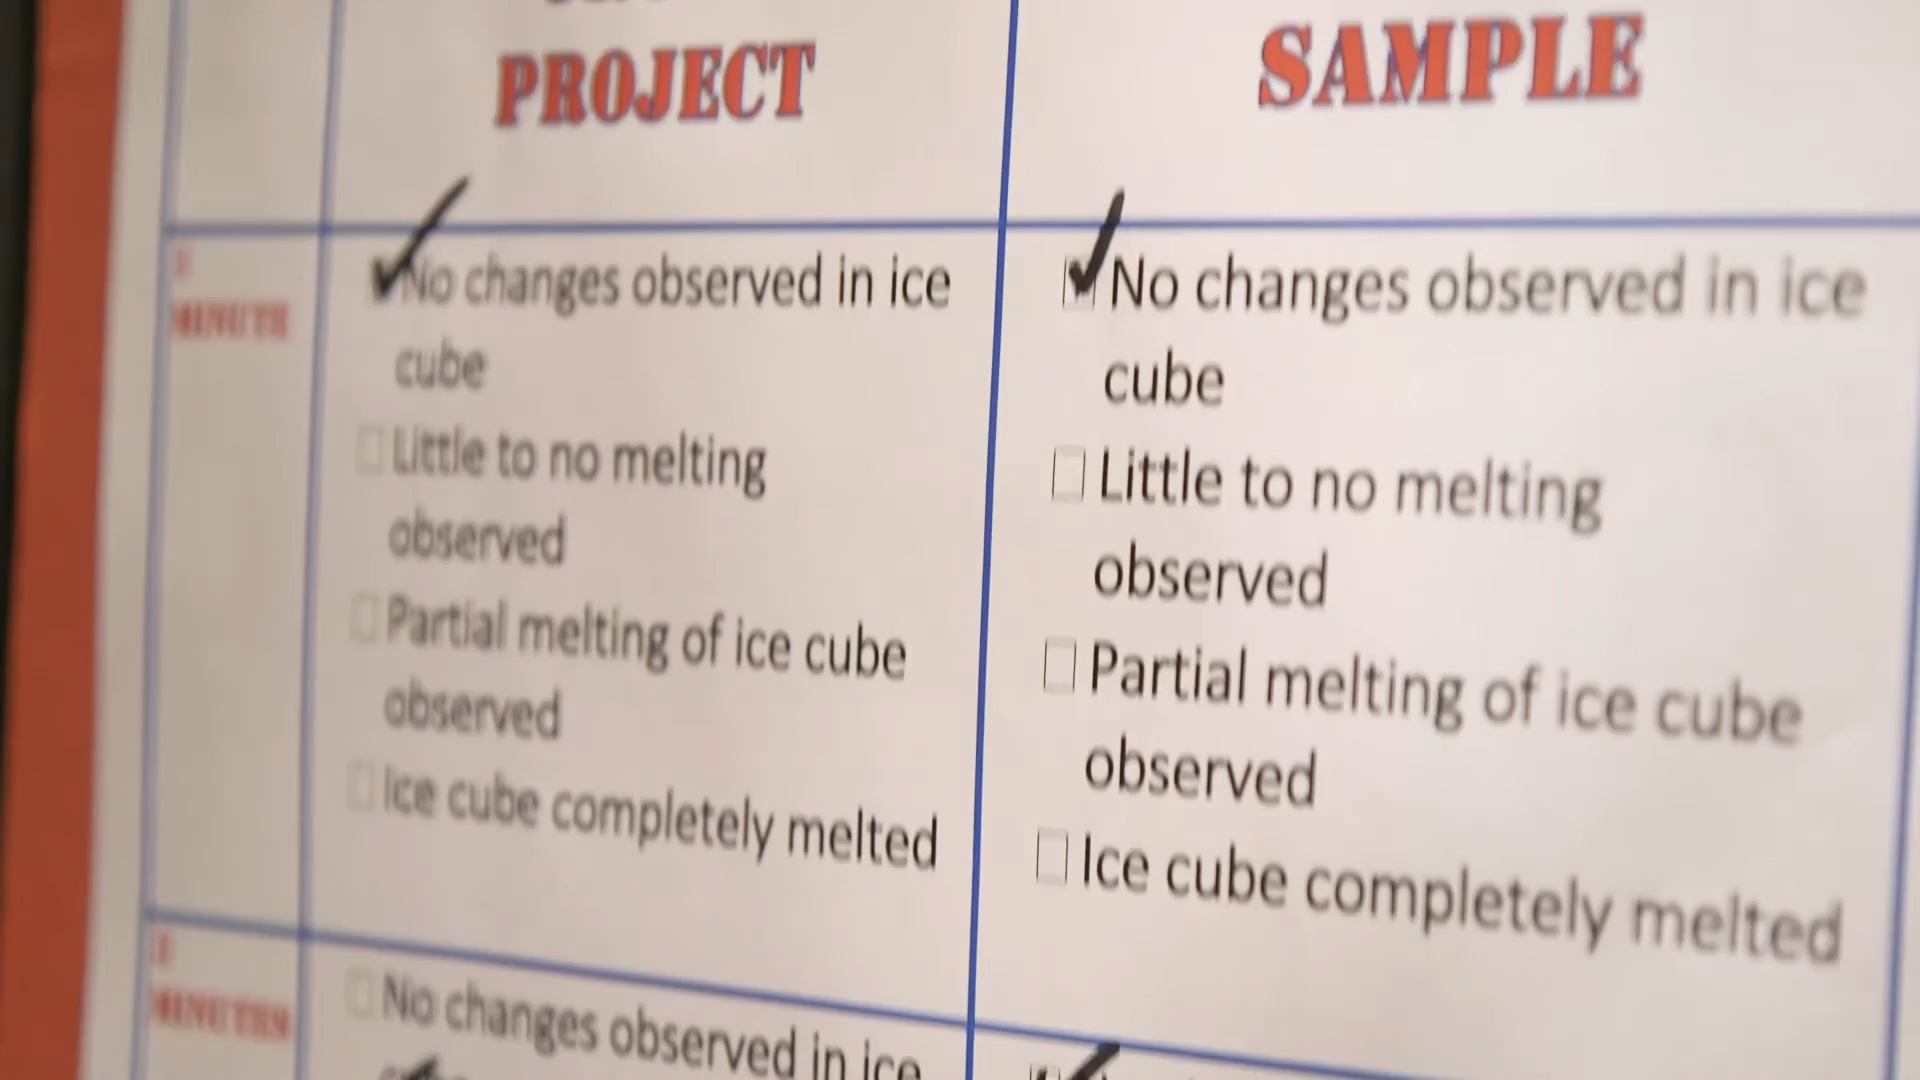 PROJECT
SAMPLE
MINUTE
No changes observed in ice
cube
Little to no melting
observed
Partial melting of ice cube
observed
Ice cube completely melted
No changes observed in ice
cube
Little to no melting
observed
Partial melting of ice cube
observed
Ice cube completely melted
MINUTES
No changes observed in ice